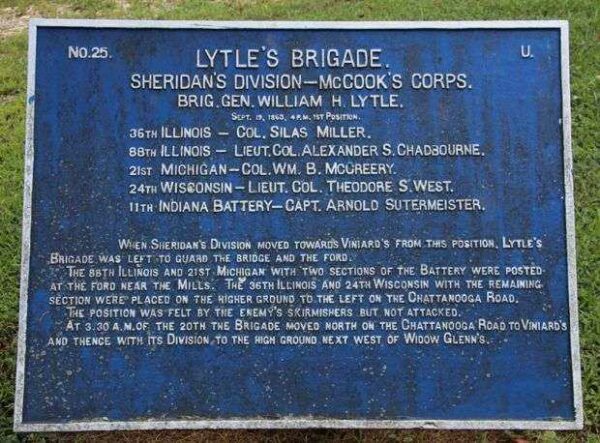 No. 25. U.
LYTLE'S BRIGADE.
SHERIDAN'S DIVISION—McCOOK'S CORPS.
BRIG. GEN. WILLIAM H. LYTLE.
SEPT. 19, 1863, 4 P.M. 1ST POSITION.
36TH ILLINOIS — COL. SILAS MILLER.
88TH ILLINOIS — LIEUT. COL. ALEXANDER S. CHADBOURNE.
21ST MICHIGAN—COL. WM. B. McCREERY.
24TH WISCONSIN—LIEUT. COL. THEODORE S. WEST.
11TH INDIANA BATTERY—CAPT. ARNOLD SUTERMEISTER.
WHEN SHERIDAN'S DIVISION MOVED TOWARDS VINIARD'S FROM THIS POSITION, LYTLE'S
BRIGADE WAS LEFT TO GUARD THE BRIDGE AND THE FORD.
THE 88TH ILLINOIS AND 21ST MICHIGAN WITH TWO SECTIONS OF THE BATTERY WERE POSTED
AT THE FORD NEAR THE MILLS. THE 36TH ILLINOIS AND 24TH WISCONSIN WITH THE REMAINING
SECTION WERE PLACED ON THE HIGHER GROUND TO THE LEFT ON THE CHATTANOOGA ROAD.
THE POSITION WAS FELT BY THE ENEMY'S SKIRMISHERS BUT NOT ATTACKED.
AT 3.30 A.M. OF THE 20TH THE BRIGADE MOVED NORTH ON THE CHATTANOOGA ROAD TO VINIARD'S
AND THENCE WITH ITS DIVISION TO THE HIGH GROUND NEXT WEST OF WIDOW GLENN'S.